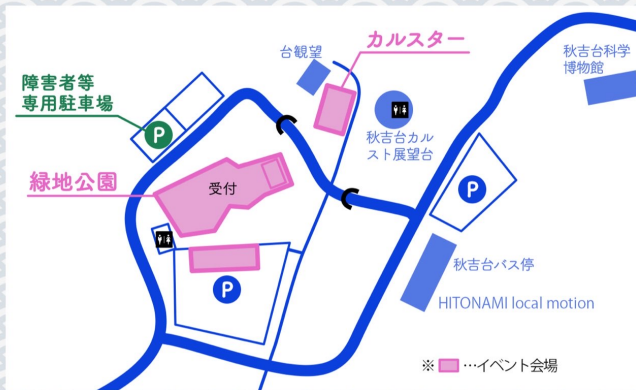 台観望
カルスター
秋吉台科学
博物館
障害者等
専用駐車場
P
秋吉台カル
スト展望台
緑地公園
受付
P
P
秋吉台バス停
HITONAMI local motion
※ …イベント会場